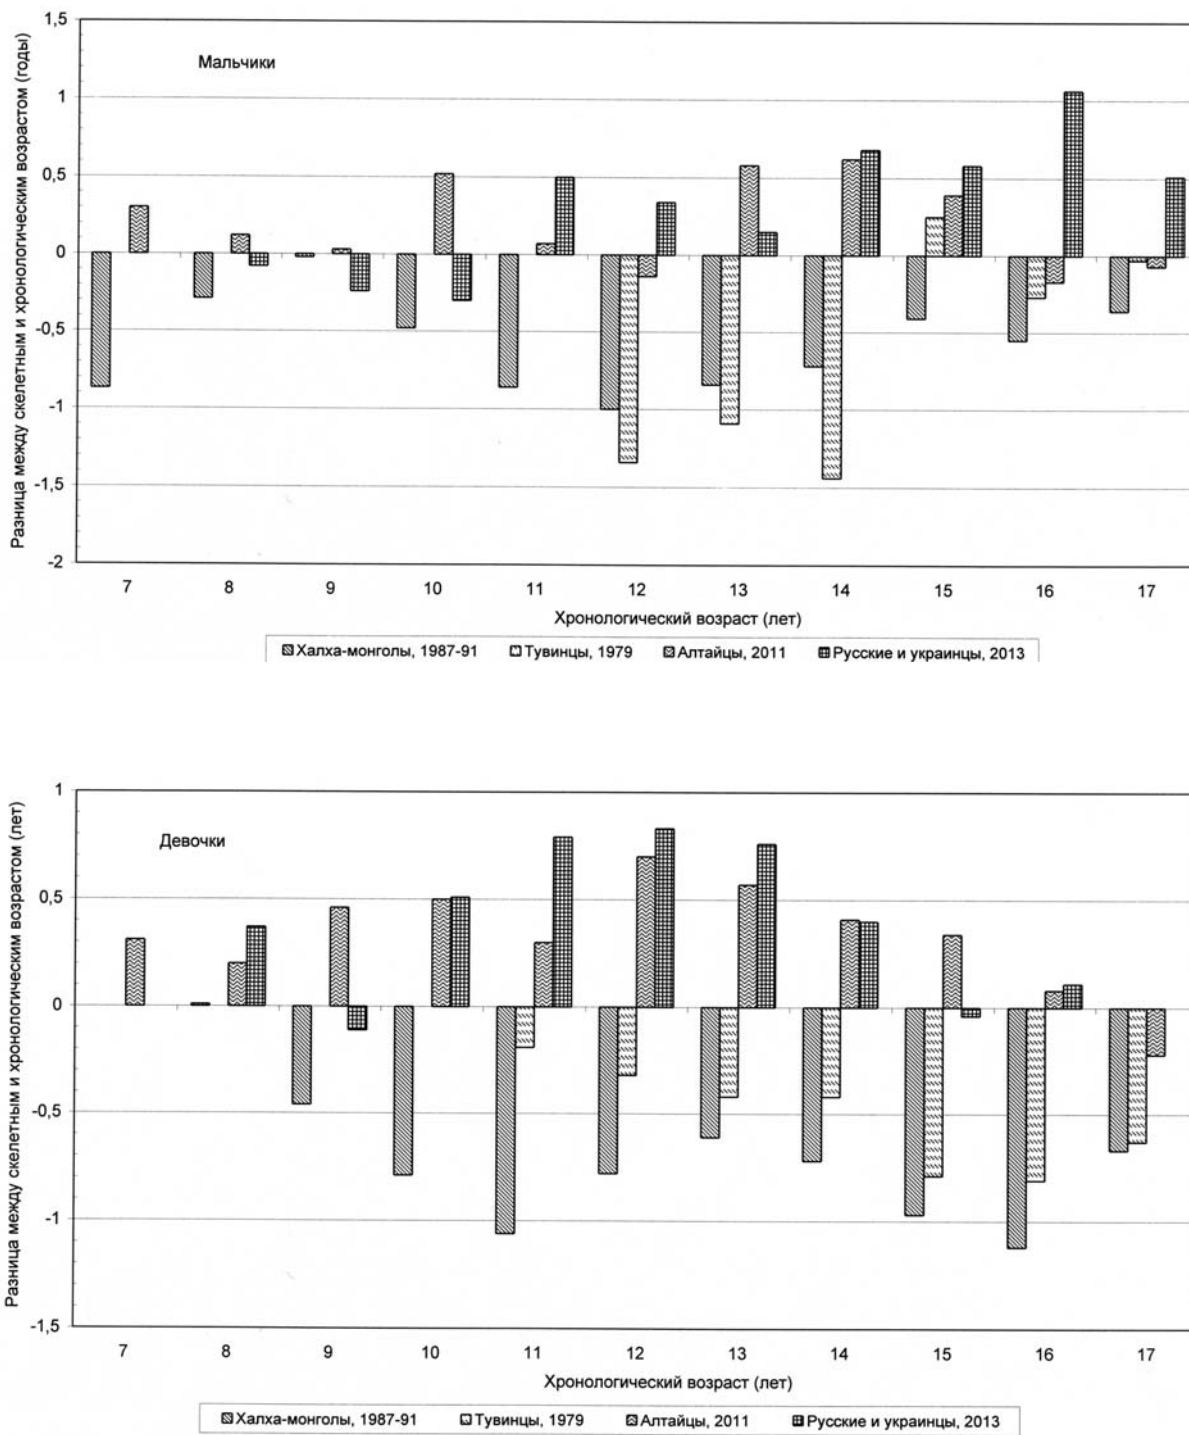 Разница между скелетным и хронологическим возрастом (годы)
Мальчики
1,5
1
0,5
0
-0,5
-1
-1,5
-2
7 8 9 10 11 12 13 14 15 16 17
Хронологический возраст (лет)
Халха-монголы, 1987-91 Тувинцы, 1979 Алтайцы, 2011 Русские и украинцы, 2013
Разница между скелетным и хронологическим возрастом (лет)
Девочки
1
0,5
0
-0,5
-1
-1,5
7 8 9 10 11 12 13 14 15 16 17
Хронологический возраст (лет)
Халха-монголы, 1987-91 Тувинцы, 1979 Алтайцы, 2011 Русские и украинцы, 2013